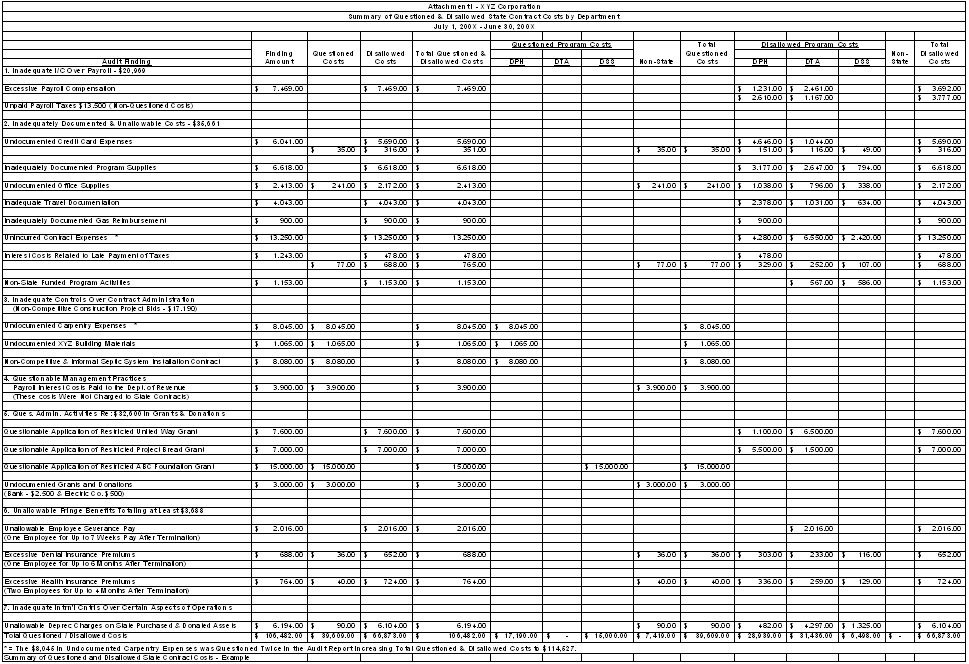 Attachment I - XYZ Corporation
Summary of Questioned & Disallowed State Contract Costs by Department
July 1, 200X - June 30, 200X
Questioned Program Costs Total Disallowed Program Costs Total
Finding Questioned Disallowed Total Questioned & Questioned Non- Disallowed
Audit Finding Amount Costs Costs Disallowed Costs DPH DTA DSS Non-State Costs DPH DTA DSS State Costs
1. Inadequate I/C Over Payroll - $20,969
Excessive Payroll Compensation $ 7,469.00 $ 7,469.00 $ 7,469.00 $ 1,231.00 $ 2,461.00 $ 3,692.00
$ 2,610.00 $ 1,167.00 $ 3,777.00
Unpaid Payroll Taxes $13,500 (Non-Questioned Costs)
2. Inadequately Documented & Unallowable Costs - $35,661
Undocumented Credit Card Expenses $ 6,041.00 $ 5,690.00 $ 5,690.00 $ 4,646.00 $ 1,044.00 $ 5,690.00
$ 35.00 $ 316.00 $ 351.00 $ 35.00 $ 35.00 $ 151.00 $ 116.00 $ 49.00 $ 316.00
Inadequately Documented Program Supplies $ 6,618.00 $ 6,618.00 $ 6,618.00 $ 3,177.00 $ 2,647.00 $ 794.00 $ 6,618.00
Undocumented Office Supplies $ 2,413.00 $ 241.00 $ 2,172.00 $ 2,413.00 $ 241.00 $ 241.00 $ 1,038.00 $ 796.00 $ 338.00 $ 2,172.00
Inadequate Travel Documentation $ 4,043.00 $ 4,043.00 $ 4,043.00 $ 2,378.00 $ 1,031.00 $ 634.00 $ 4,043.00
Inadequately Documented Gas Reimbursement $ 900.00 $ 900.00 $ 900.00 $ 900.00 $ 900.00
Unincurred Contract Expenses * $ 13,250.00 $ 13,250.00 $ 13,250.00 $ 4,280.00 $ 6,550.00 $ 2,420.00 $ 13,250.00
Interest Costs Related to Late Payment of Taxes $ 1,243.00 $ 478.00 $ 478.00 $ 478.00 $ 478.00
$ 77.00 $ 688.00 $ 765.00 $ 77.00 $ 77.00 $ 329.00 $ 252.00 $ 107.00 $ 688.00
Non-State Funded Program Activities $ 1,153.00 $ 1,153.00 $ 1,153.00 $ 567.00 $ 586.00 $ 1,153.00
3. Inadequate Controls Over Contract Administration
(Non-Competitive Construction Project Bids - $17,190)
Undocumented Carpentry Expenses * $ 8,045.00 $ 8,045.00 $ 8,045.00 $ 8,045.00 $ 8,045.00
Undocumented XYZ Building Materials $ 1,065.00 $ 1,065.00 $ 1,065.00 $ 1,065.00 $ 1,065.00
Non-Competitive & Informal Septic System Installation Contract $ 8,080.00 $ 8,080.00 $ 8,080.00 $ 8,080.00 $ 8,080.00
4. Questionable Management Practices
Payroll Interest Costs Paid to the Dept. of Revenue $ 3,900.00 $ 3,900.00 $ 3,900.00 $ 3,900.00 $ 3,900.00
(These costs Were Not Charged to State Contracts)
5. Ques. Admin. Activities Re: $32,600 in Grants & Donations
Questionable Application of Restricted United Way Grant $ 7,600.00 $ 7,600.00 $ 7,600.00 $ 1,100.00 $ 6,500.00 $ 7,600.00
Questionable Application of Restricted Project Bread Grant $ 7,000.00 $ 7,000.00 $ 7,000.00 $ 5,500.00 $ 1,500.00 $ 7,000.00
Questionable Application of Restricted ABC Foundation Grant $ 15,000.00 $ 15,000.00 $ 15,000.00 $ 15,000.00 $ 15,000.00
Undocumented Grants and Donations $ 3,000.00 $ 3,000.00 $ 3,000.00 $ 3,000.00 $ 3,000.00
(Bank - $2,500 & Electric Co. $500)
6. Unallowable Fringe Benefits Totaling at Least $3,688
Unallowable Employee Severance Pay $ 2,016.00 $ 2,016.00 $ 2,016.00 $ 2,016.00 $ 2,016.00
(One Employee for Up to 7 Weeks Pay After Termination)
Excessive Dental Insurance Premiums $ 688.00 $ 36.00 $ 652.00 $ 688.00 $ 36.00 $ 36.00 $ 303.00 $ 233.00 $ 116.00 $ 652.00
(One Employee for Up to 6 Months After Termination)
Excessive Health Insurance Premiums $ 764.00 $ 40.00 $ 724.00 $ 764.00 $ 40.00 $ 40.00 $ 336.00 $ 259.00 $ 129.00 $ 724.00
(Two Employees for Up to 4 Months After Termination)
7. Inadequate Intrn'l Cntrls Over Certain Aspects of Operations
Unallowable Deprec Charges on State Purchased & Donated Assets $ 6,194.00 $ 90.00 $ 6,104.00 $ 6,194.00 $ 90.00 $ 90.00 $ 482.00 $ 4,297.00 $ 1,325.00 $ 6,104.00
Total Questioned / Disallowed Costs $ 106,482.00 $ 39,609.00 $ 66,873.00 $ 106,482.00 $ 17,190.00 $ - $ 15,000.00 $ 7,419.00 $ 39,609.00 $ 28,939.00 $ 31,436.00 $ 6,498.00 $ - $ 66,873.00
* = The $8,045 in Undocumented Carpentry Expenses was Questioned Twice in the Audit Report Increasing Total Questioned & Disallowed Costs to $114,527.
Summary of Questioned and Disallowed State Contract Costs - Example